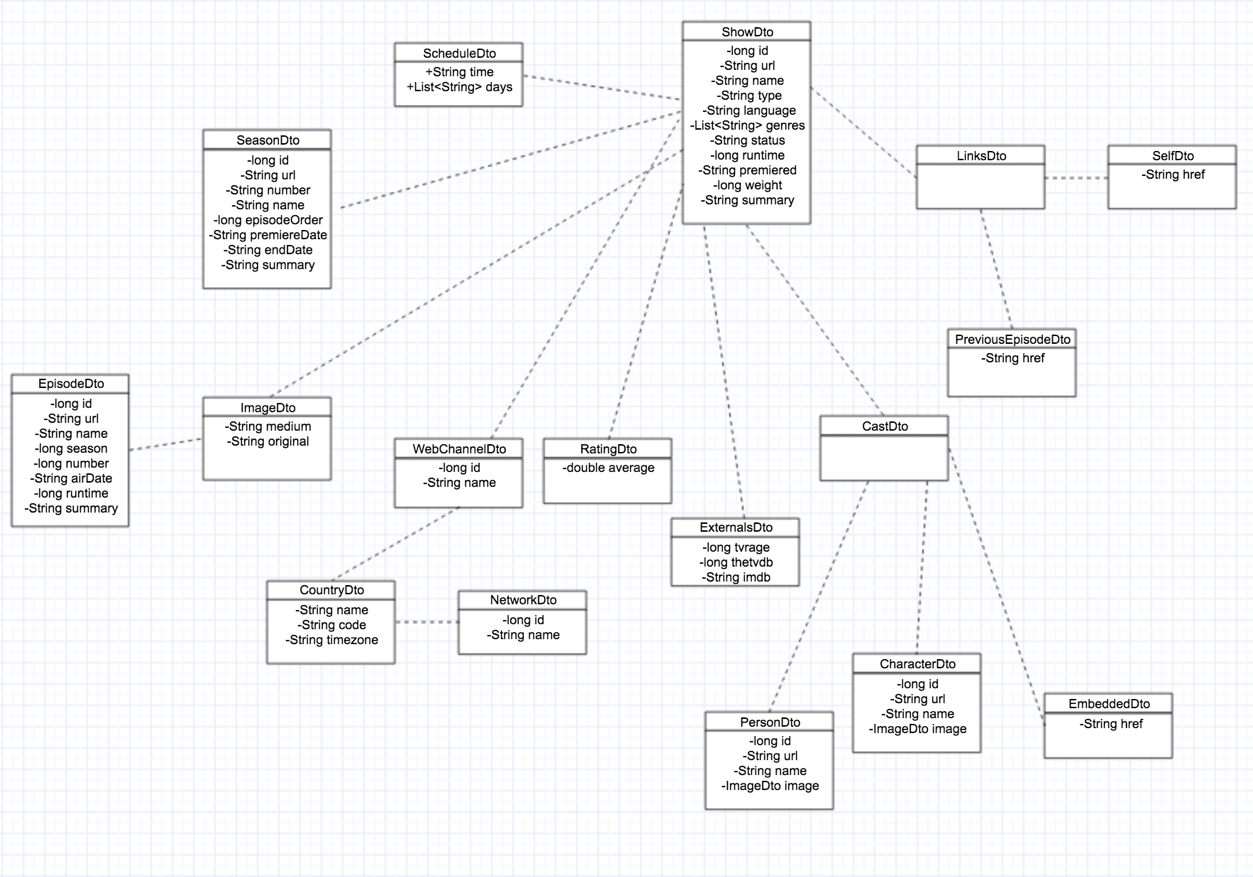 ShowDto
-long id
-String url
-String name
-String type
-String language
-List<String> genres
-String status
-long runtime
-String premiered
-long weight
-String summary
ScheduleDto
+String time
+List<String> days
SeasonDto
-long id
-String url
-String number
-String name
-long episodeOrder
-String premiereDate
-String endDate
-String summary
LinksDto
SelfDto
-String href
PreviousEpisodeDto
-String href
EpisodeDto
-long id
-String url
-String name
-long season
-long number
-String airDate
-long runtime
-String summary
ImageDto
-String medium
-String original
WebChannelDto
-long id
-String name
RatingDto
-double average
CastDto
ExternalsDto
-long tvrage
-long thetvdb
-String imdb
CountryDto
-String name
-String code
-String timezone
NetworkDto
-long id
-String name
PersonDto
-long id
-String url
-String name
-ImageDto image
CharacterDto
-long id
-String url
-String name
-ImageDto image
EmbeddedDto
-String href